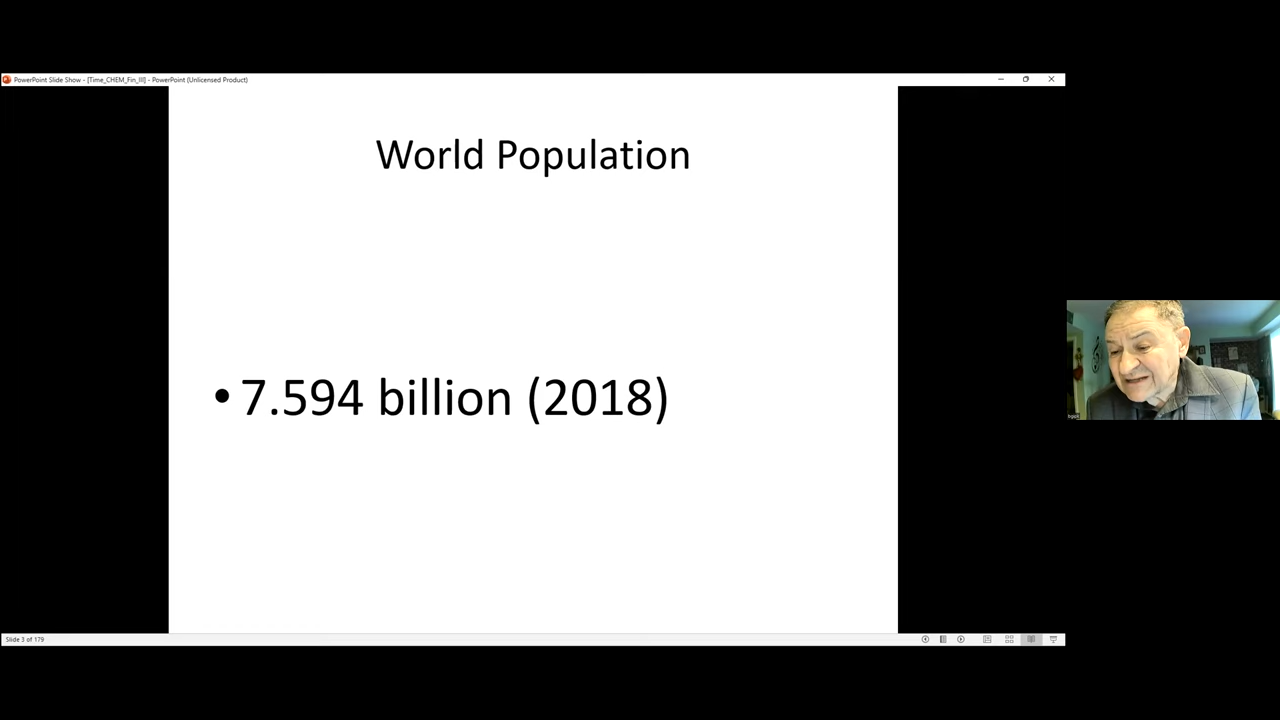 PowerPoint Slide Show - [Time_CHEM_Fin_III] - PowerPoint (Unlicensed Product)
World Population
• 7.594 billion (2018)
Slide 3 of 179